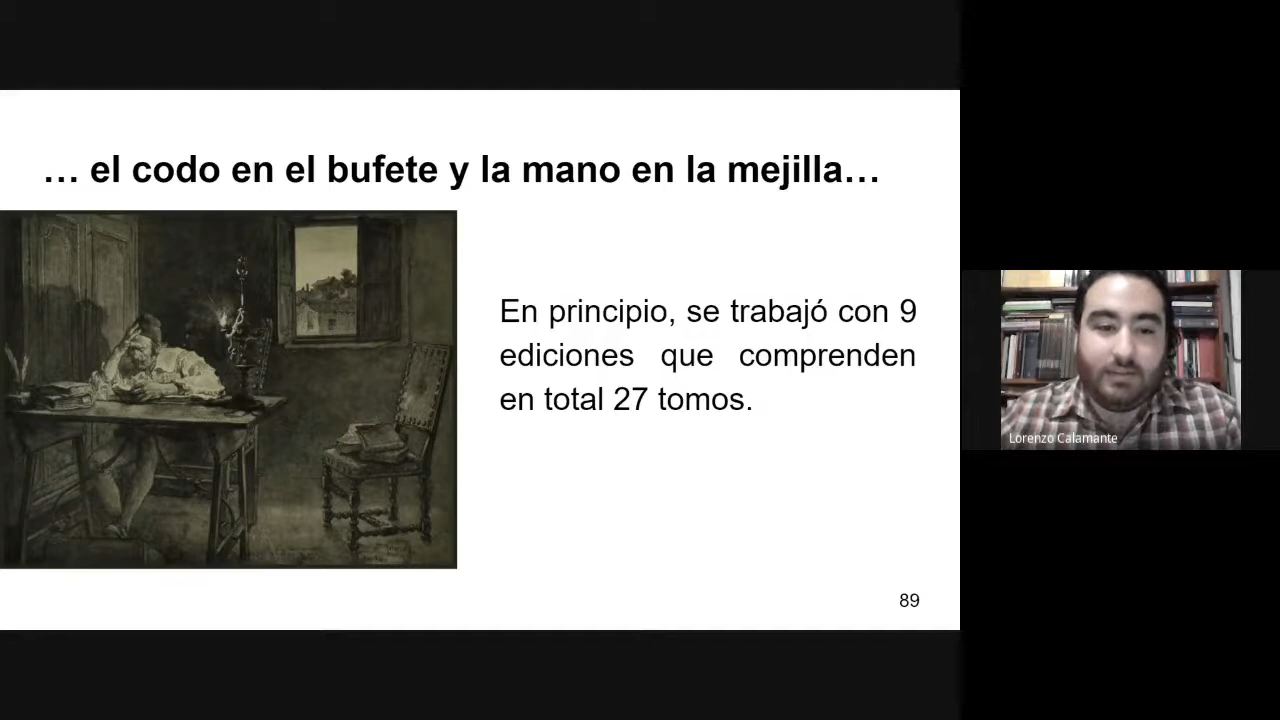 … el codo en el bufete y la mano en la mejilla…
En principio, se trabajó con 9
ediciones que comprenden
en total 27 tomos.
89
Lorenzo Calamante